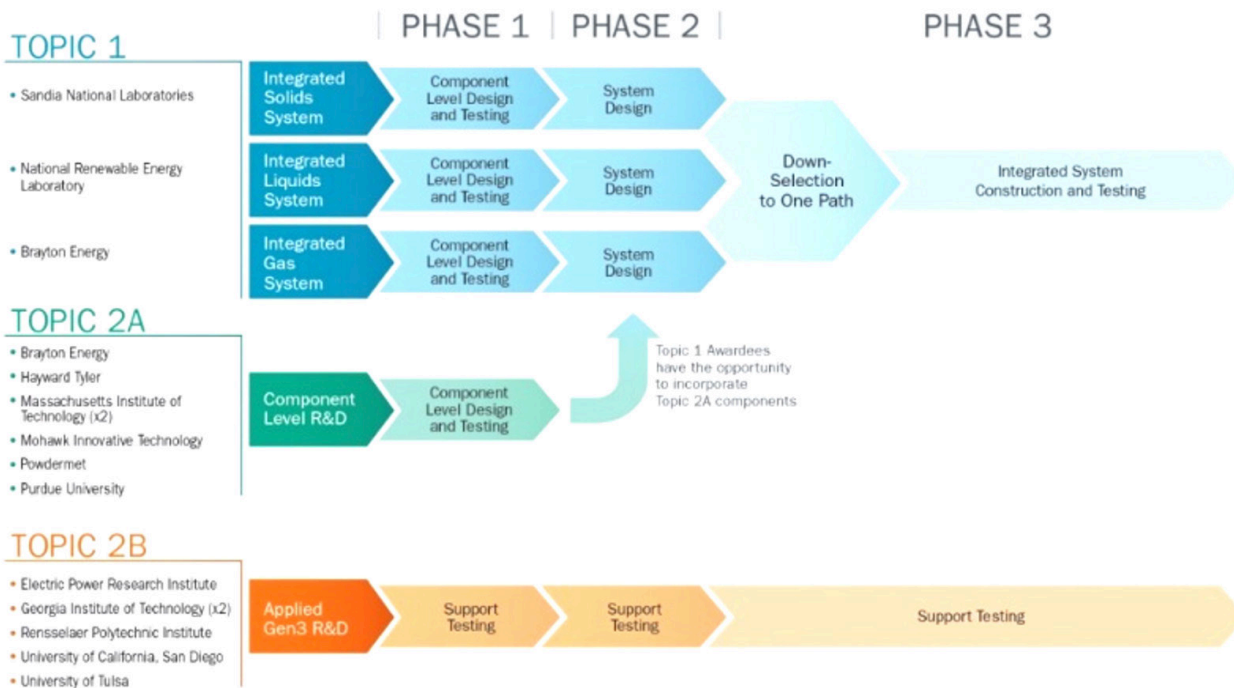 PHASE 1
PHASE 2
PHASE 3
TOPIC 1
• Sandia National Laboratories
Integrated
Solids
System
Component
Level Design
and Testing
System
Design
• National Renewable Energy
Laboratory
Integrated
Liquids
System
Component
Level Design
and Testing
System
Design
• Brayton Energy
Integrated
Gas
System
Component
Level Design
and Testing
System
Design
Down-
Selection
to One Path
Integrated System
Construction and Testing
TOPIC 2A
• Brayton Energy
• Hayward Tyler
• Massachusetts Institute of
Technology (x2)
• Mohawk Innovative Technology
• Powdermet
• Purdue University
Component
Level R&D
Component
Level Design
and Testing
Topic 1 Awardees
have the opportunity
to incorporate
Topic 2A components
TOPIC 2B
• Electric Power Research Institute
• Georgia Institute of Technology (x2)
• Rensselaer Polytechnic Institute
• University of California, San Diego
• University of Tulsa
Applied
Gen3 R&D
Support
Testing
Support
Testing
Support Testing